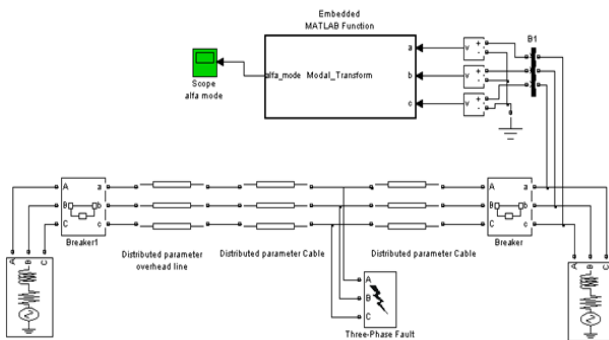 Embedded
MATLAB Function
B1
a
v
+
-
alfa_mode Modal_Transform
b
v
+
-
c
v
+
-
Scope
alfa mode
A a
B b
C c
Breaker1
A a
B b
C c
Breaker
Distributed parameter
overhead line
Distributed parameter Cable
Distributed parameter Cable
A B C
A
B
C
Three-Phase Fault
A B C